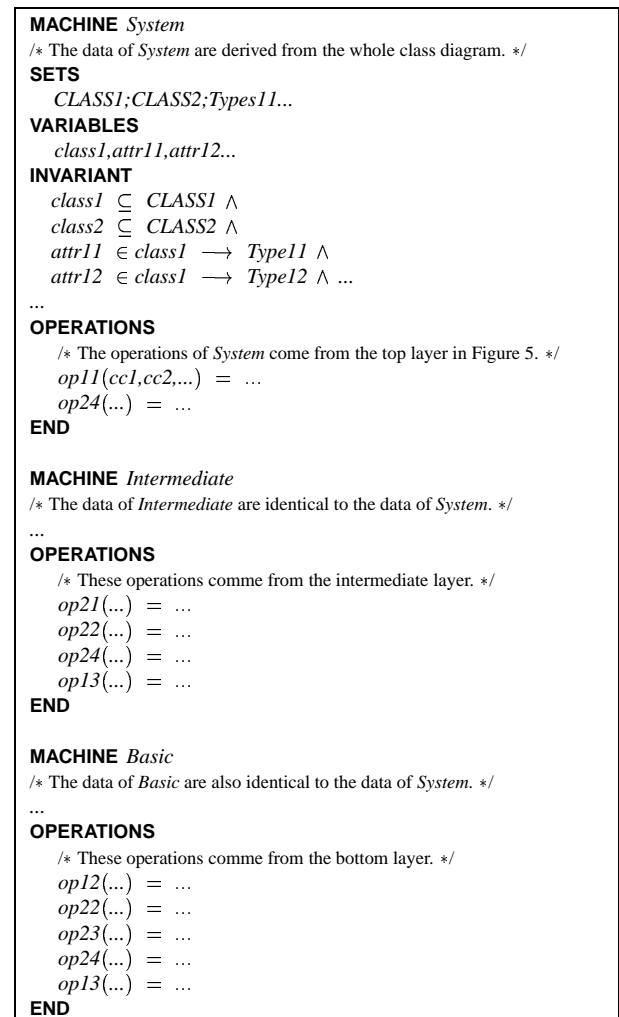 MACHINE System
/* The data of System are derived from the whole class diagram. */
SETS
CLASS1;CLASS2;Types11...
VARIABLES
class1,attr11,attr12...
INVARIANT
class1 ⊆ CLASS1 ∧
class2 ⊆ CLASS2 ∧
attr11 ∈ class1 ⟶ Type11 ∧
attr12 ∈ class1 ⟶ Type12 ∧ ...
...
OPERATIONS
/* The operations of System come from the top layer in Figure 5. */
op11(cc1,cc2,...) = ...
op24(...) = ...
END
MACHINE Intermediate
/* The data of Intermediate are identical to the data of System. */
...
OPERATIONS
/* These operations comme from the intermediate layer. */
op21(...) = ...
op22(...) = ...
op24(...) = ...
op13(...) = ...
END
MACHINE Basic
/* The data of Basic are also identical to the data of System. */
...
OPERATIONS
/* These operations comme from the bottom layer. */
op12(...) = ...
op22(...) = ...
op23(...) = ...
op24(...) = ...
op13(...) = ...
END